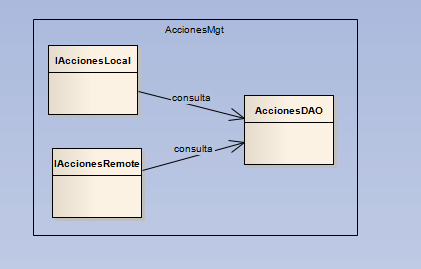 AccionesMgt
IAccionesLocal
consulta
AccionesDAO
consulta
IAccionesRemote